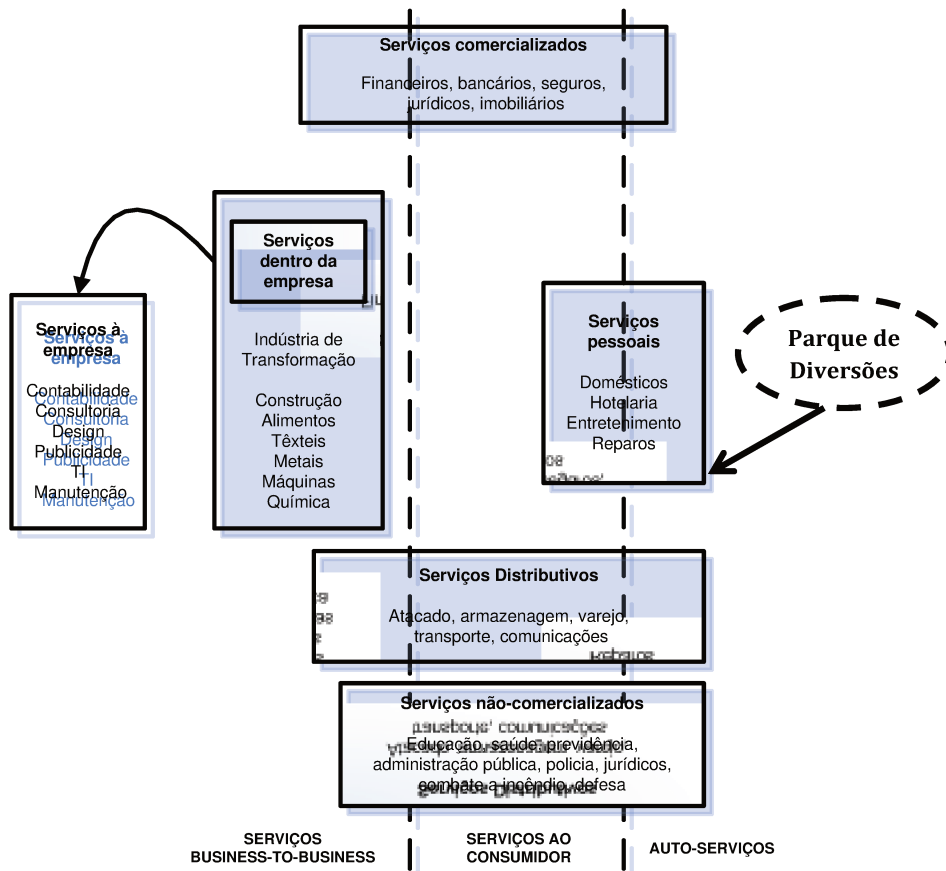 Serviços comercializados
Financeiros, bancários, seguros,
jurídicos, imobiliários
Serviços
dentro da
empresa
Indústria de
Transformação
Construção
Alimentos
Têxteis
Metais
Máquinas
Química
Serviços à
empresa
Contabilidade
Consultoria
Design
Publicidade
TI
Manutenção
Serviços
pessoais
Domésticos
Hotelaria
Entretenimento
Reparos
Parque de
Diversões
Serviços Distributivos
Atacado, armazenagem, varejo,
transporte, comunicações
Serviços não-comercializados
Educação, saúde, previdência,
administração pública, policia, jurídicos,
combate a incêndio, defesa
SERVIÇOS
BUSINESS-TO-BUSINESS
SERVIÇOS AO
CONSUMIDOR
AUTO-SERVIÇOS